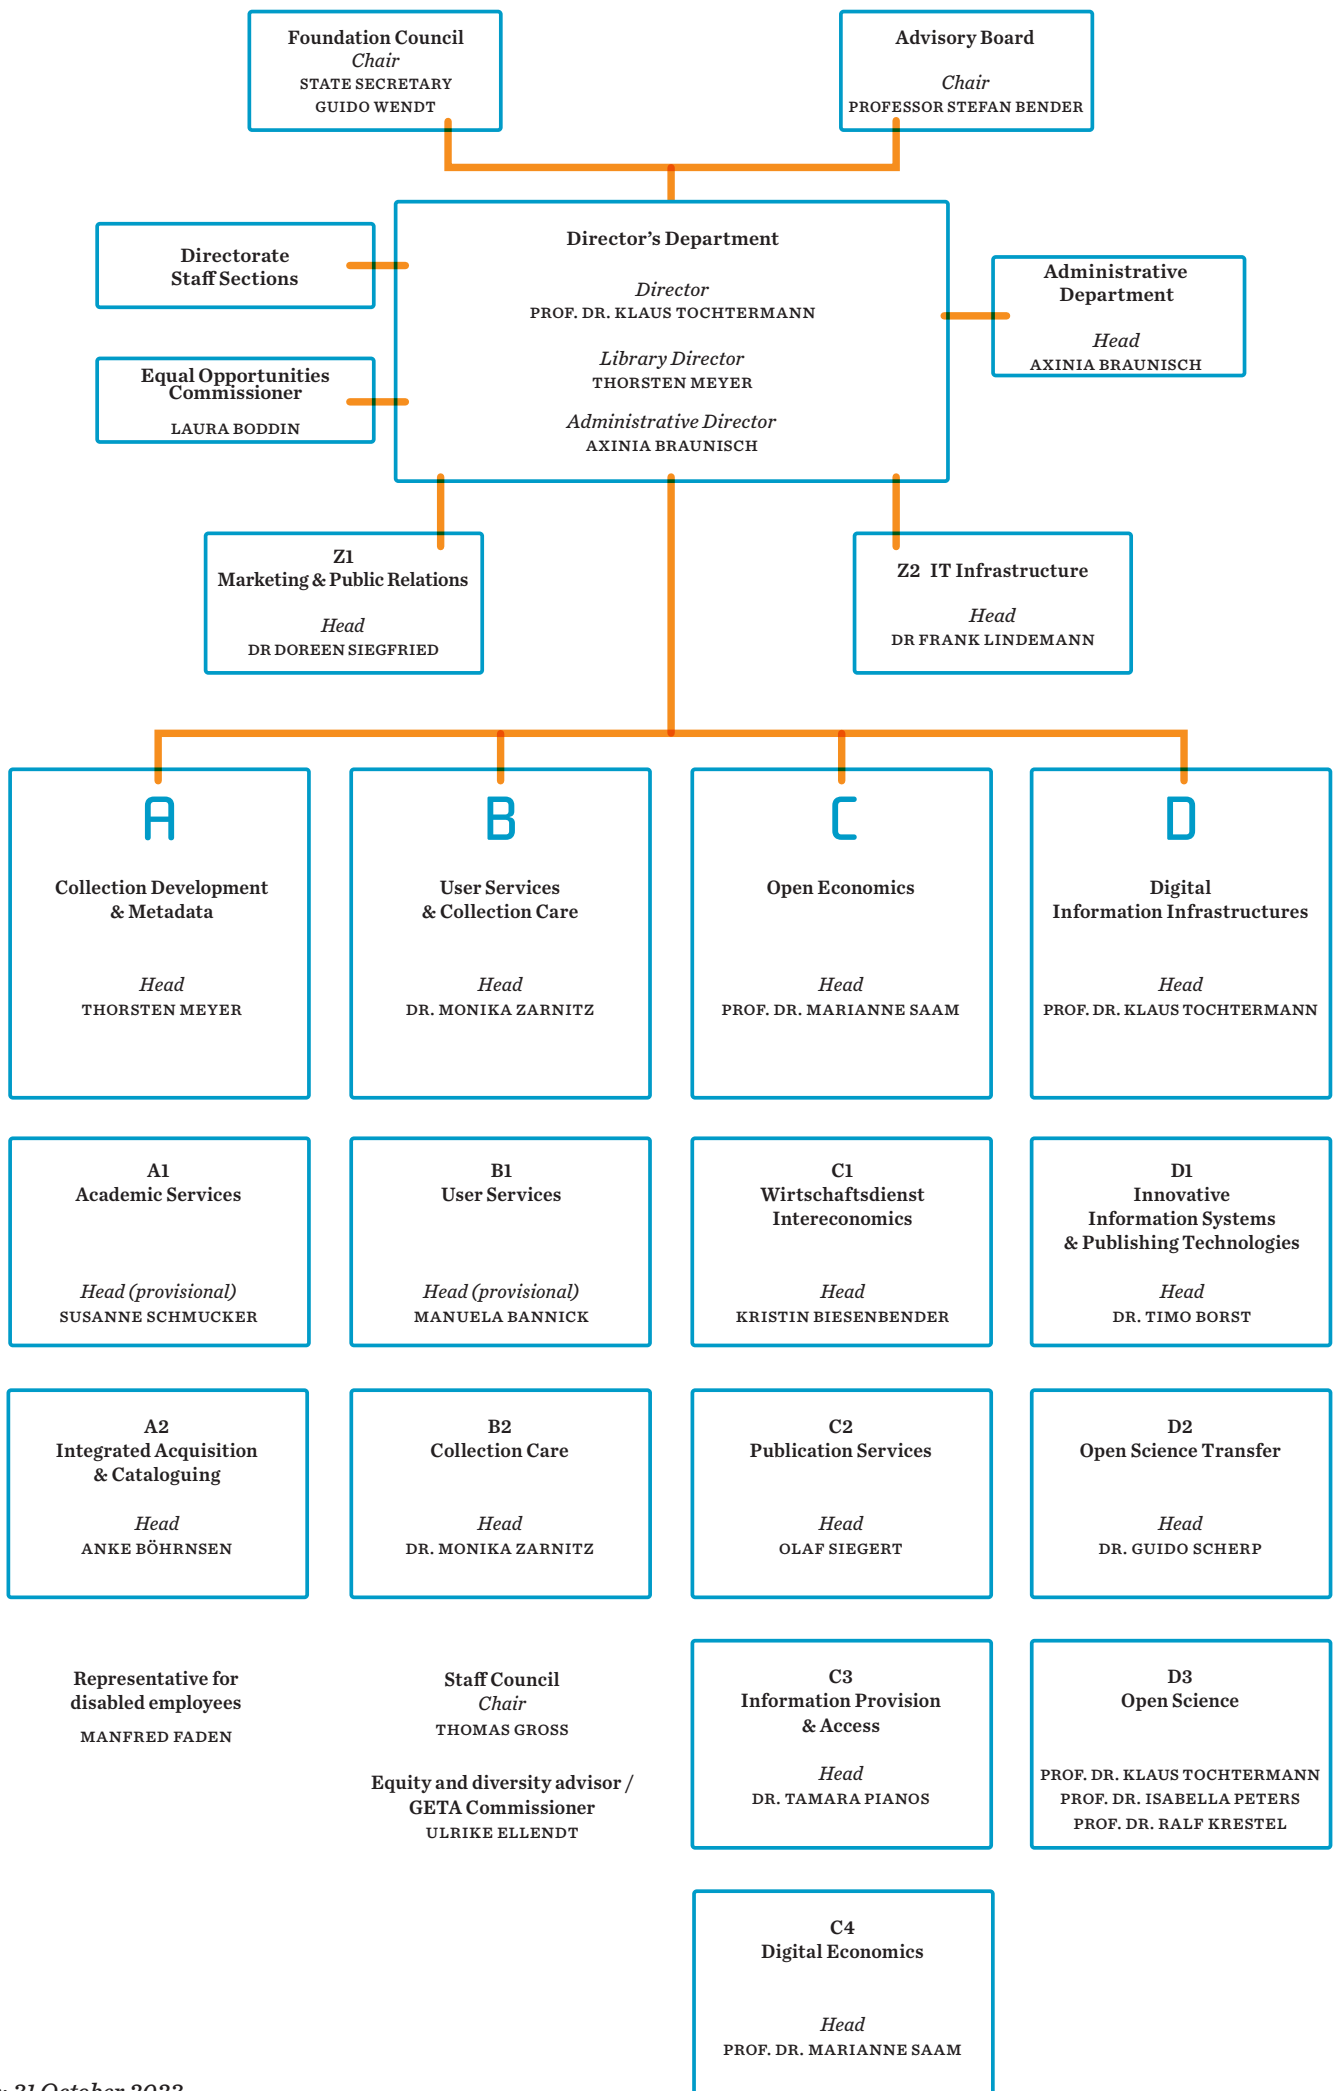 Foundation Council
Chair
STATE SECRETARY
GUIDO WENDT
Advisory Board
Chair
PROFESSOR STEFAN BENDER
Directorate
Staff Sections
Equal Opportunities
Commissioner
LAURA BODDIN
Director's Department
Director
PROF. DR. KLAUS TOCHTERMANN
Library Director
THORSTEN MEYER
Administrative Director
AXINIA BRAUNISCH
Administrative
Department
Head
AXINIA BRAUNISCH
Z1
Marketing & Public Relations
Head
DR DOREEN SIEGFRIED
Z2 IT Infrastructure
Head
DR FRANK LINDEMANN
A
Collection Development
& Metadata
Head
THORSTEN MEYER
B
User Services
& Collection Care
Head
DR. MONIKA ZARNITZ
C
Open Economics
Head
PROF. DR. MARIANNE SAAM
D
Digital
Information Infrastructures
Head
PROF. DR. KLAUS TOCHTERMANN
A1
Academic Services
Head (provisional)
SUSANNE SCHMUCKER
B1
User Services
Head (provisional)
MANUELA BANNICK
C1
Wirtschaftsdienst
Intereconomics
Head
KRISTIN BIESENBENDER
D1
Innovative
Information Systems
& Publishing Technologies
Head
DR. TIMO BORST
A2
Integrated Acquisition
& Cataloguing
Head
ANKE BÖHRNSEN
B2
Collection Care
Head
DR. MONIKA ZARNITZ
C2
Publication Services
Head
OLAF SIEGERT
D2
Open Science Transfer
Head
DR. GUIDO SCHERP
Representative for
disabled employees
MANFRED FADEN
Staff Council
Chair
THOMAS GROSS
Equity and diversity advisor /
GETA Commissioner
ULRIKE ELLENDT
C3
Information Provision
& Access
Head
DR. TAMARA PIANOS
D3
Open Science
PROF. DR. KLAUS TOCHTERMANN
PROF. DR. ISABELLA PETERS
PROF. DR. RALF KRESTEL
C4
Digital Economics
Head
PROF. DR. MARIANNE SAAM